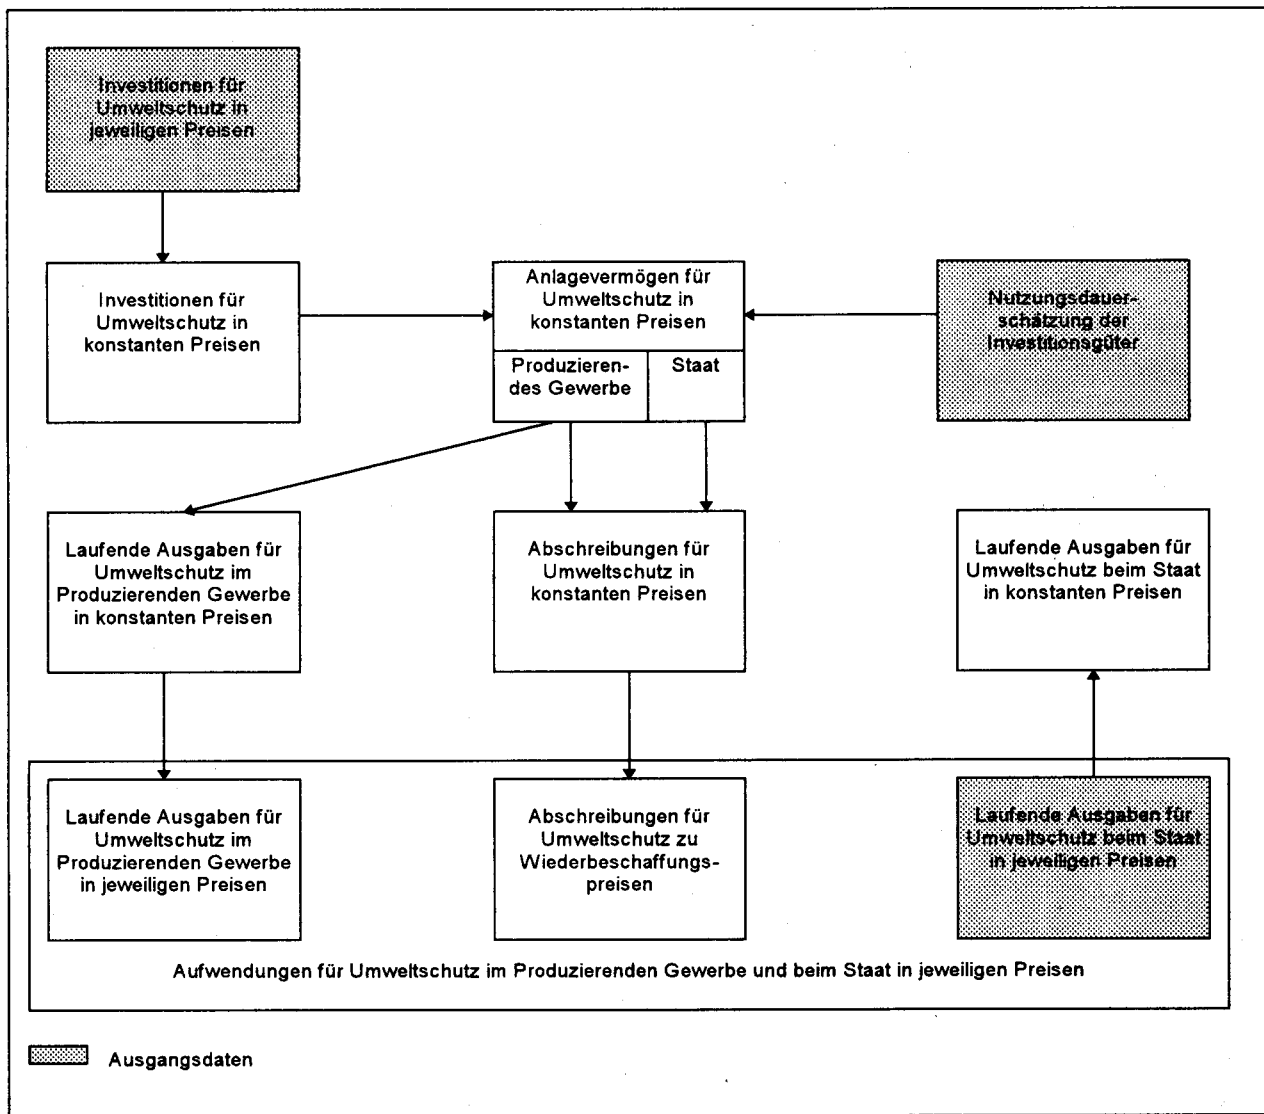 Investitionen für
Umweltschutz in
jeweiligen Preisen
Investitionen für
Umweltschutz in
konstanten Preisen
Anlagevermögen für
Umweltschutz in
konstanten Preisen
Produzieren-
des Gewerbe
Staat
Nutzungsdauer-
schätzung der
Investitionsgüter
Laufende Ausgaben für
Umweltschutz im
Produzierenden Gewerbe
in konstanten Preisen
Abschreibungen für
Umweltschutz in
konstanten Preisen
Laufende Ausgaben für
Umweltschutz beim Staat
in konstanten Preisen
Laufende Ausgaben für
Umweltschutz im
Produzierenden Gewerbe
in jeweiligen Preisen
Abschreibungen für
Umweltschutz zu
Wiederbeschaffungs-
preisen
Laufende Ausgaben für
Umweltschutz beim Staat
in jeweiligen Preisen
Aufwendungen für Umweltschutz im Produzierenden Gewerbe und beim Staat in jeweiligen Preisen
Ausgangsdaten